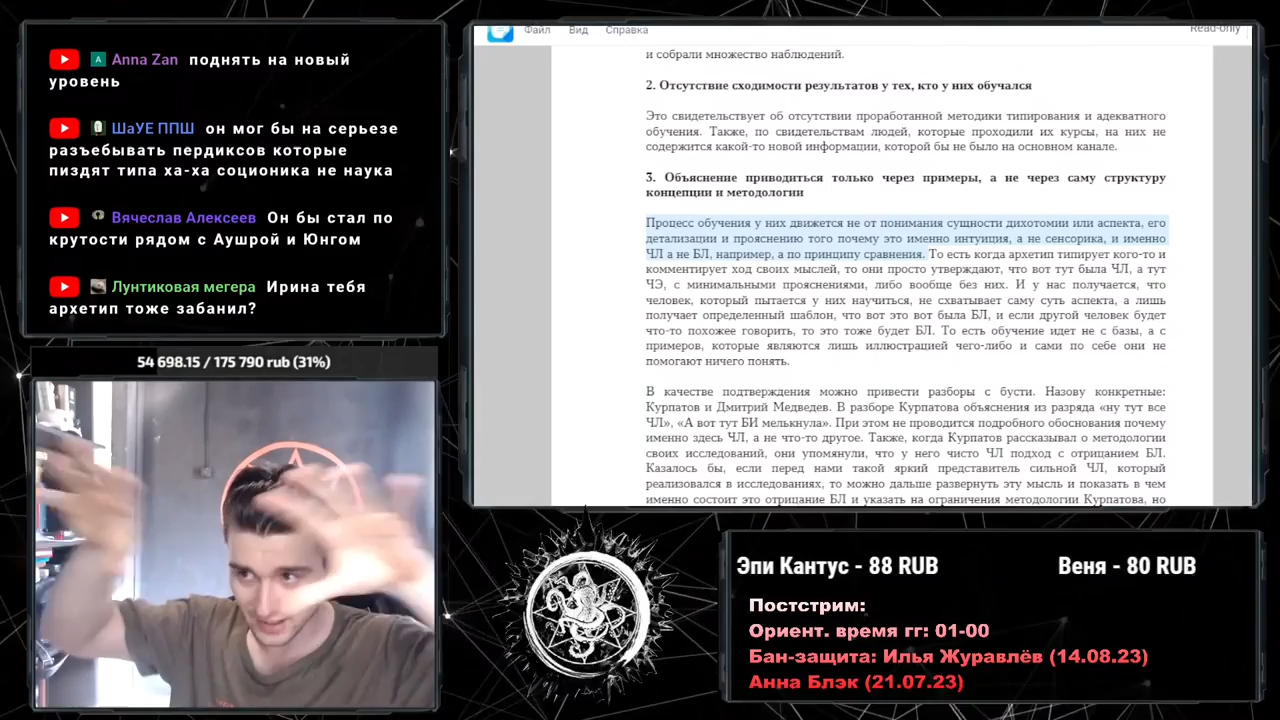 Anna Zan поднять на новый
уровень
ШаУЕ ППШ он мог бы на серьезе
разъебывать пердиксов которые
пиздят типа ха-ха соционика не наука
Вячеслав Алексеев Он бы стал по
крутости рядом с Аушрой и Юнгом
Лунтиковая мегера Ирина тебя
архетип тоже забанил?
54 698.15 / 175 790 rub (31%)
Файл Вид Справка Read-only
и собрали множество наблюдений.
2. Отсутствие сходимости результатов у тех, кто у них обучался
Это свидетельствует об отсутствии проработанной методики типирования и адекватного
обучения. Также, по свидетельствам людей, которые проходили их курсы, на них не
содержится какой-то новой информации, которой бы не было на основном канале.
3. Объяснение приводиться только через примеры, а не через саму структуру
концепции и методологии
Процесс обучения у них движется не от понимания сущности дихотомии или аспекта, его
детализации и прояснению того почему это именно интуиция, а не сенсорика, и именно
ЧЛ а не БЛ, например, а по принципу сравнения. То есть когда архетип типирует кого-то и
комментирует ход своих мыслей, то они просто утверждают, что вот тут была ЧЛ, а тут
ЧЭ, с минимальными прояснениями, либо вообще без них. И у нас получается, что
человек, который пытается у них научиться, не схватывает саму суть аспекта, а лишь
получает определенный шаблон, что вот это вот была БЛ, и если другой человек будет
что-то похожее говорить, то это тоже будет БЛ. То есть обучение идет не с базы, а с
примеров, которые являются лишь иллюстрацией чего-либо и сами по себе они не
помогают ничего понять.
В качестве подтверждения можно привести разборы с бусти. Назову конкретные:
Курпатов и Дмитрий Медведев. В разборе Курпатова объяснения из разряда «ну тут все
ЧЛ», «А вот тут БИ мелькнула». При этом не проводится подробного обоснования почему
именно здесь ЧЛ, а не что-то другое. Также, когда Курпатов рассказывал о методологии
своих исследований, они упомянули, что у него чисто ЧЛ подход с отрицанием БЛ.
Казалось бы, если перед нами такой яркий представитель сильной ЧЛ, который
реализовался в исследованиях, то можно дальше развернуть эту мысль и показать в чем
именно состоит это отрицание БЛ и указать на ограничения методологии Курпатова, но
Эпи Кантус - 88 RUB Веня - 80 RUB
Постстрим:
Ориент. время гг: 01-00
Бан-защита: Илья Журавлёв (14.08.23)
Анна Блэк (21.07.23)